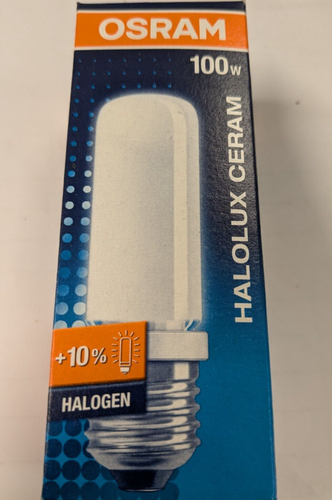 OSRAM
100W
HALOLUX CERAM
+10%
HALOGEN